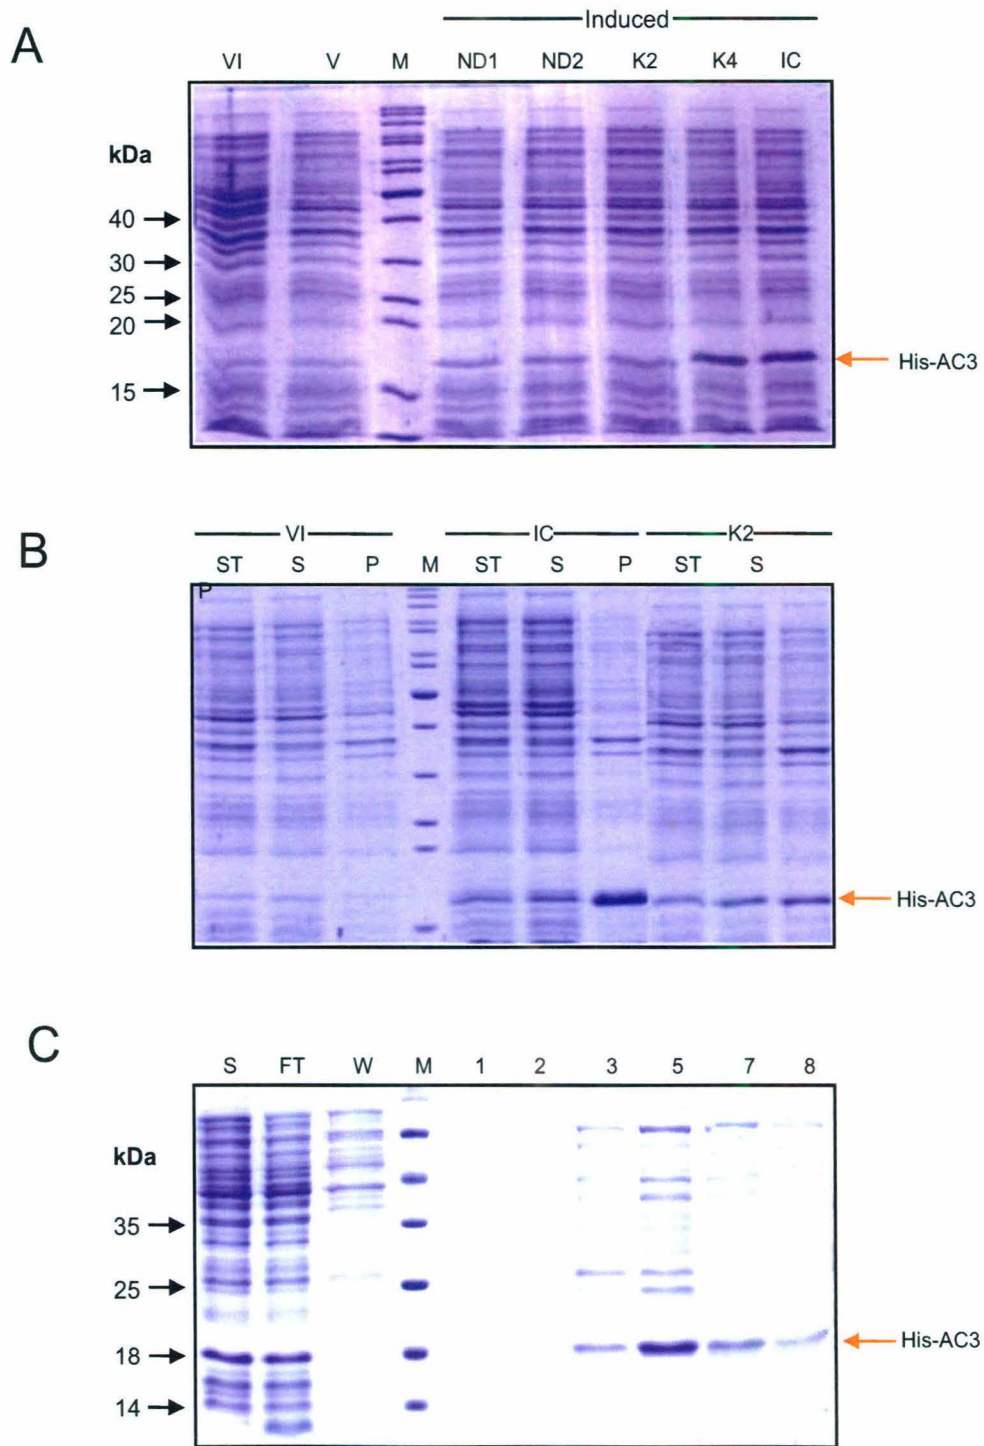 A
Induced
VI V M ND1 ND2 K2 K4 IC
kDa
40
30
25
20
15
His-AC3
B
VI IC K2
ST S P M ST S P ST S
P
His-AC3
C
S FT W M 1 2 3 5 7 8
kDa
35
25
18
14
His-AC3